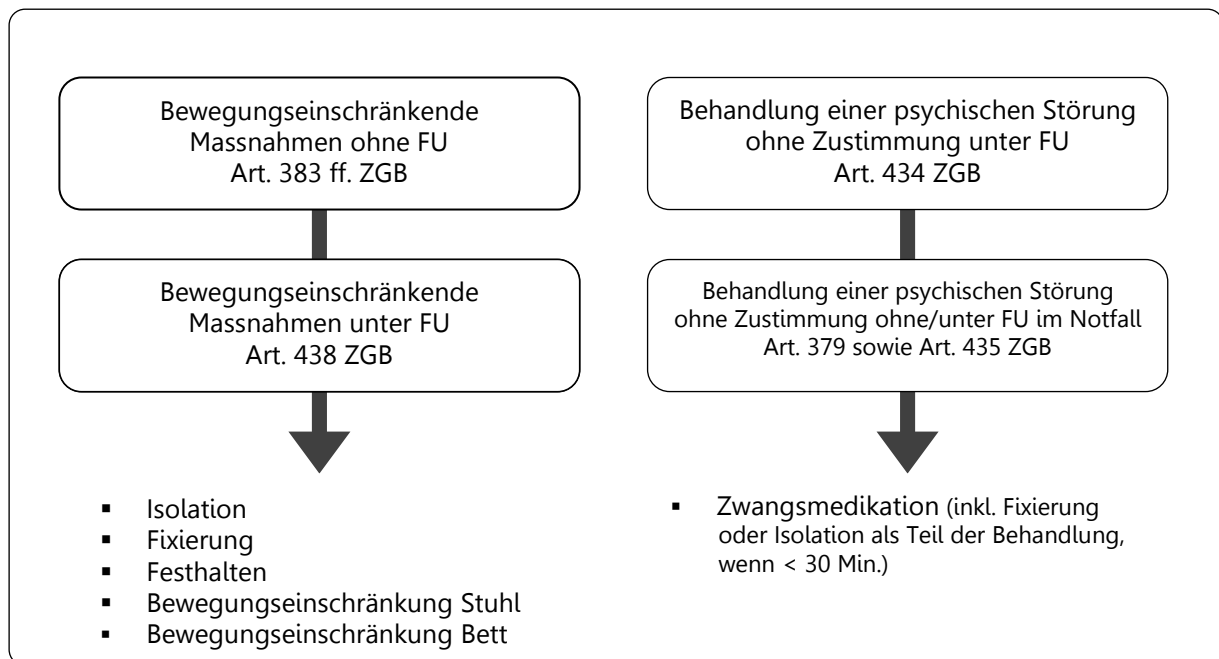 Bewegungseinschränkende
Massnahmen ohne FU
Art. 383 ff. ZGB
Bewegungseinschränkende
Massnahmen unter FU
Art. 438 ZGB
▪ Isolation
▪ Fixierung
▪ Festhalten
▪ Bewegungseinschränkung Stuhl
▪ Bewegungseinschränkung Bett
Behandlung einer psychischen Störung
ohne Zustimmung unter FU
Art. 434 ZGB
Behandlung einer psychischen Störung
ohne Zustimmung ohne/unter FU im Notfall
Art. 379 sowie Art. 435 ZGB
▪ Zwangsmedikation (inkl. Fixierung
oder Isolation als Teil der Behandlung,
wenn < 30 Min.)